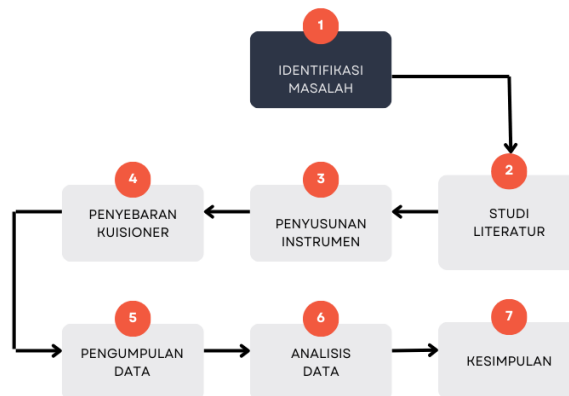 1
IDENTIFIKASI
MASALAH
2
STUDI
LITERATUR
3
PENYUSUNAN
INSTRUMEN
4
PENYEBARAN
KUISIONER
5
PENGUMPULAN
DATA
6
ANALISIS
DATA
7
KESIMPULAN